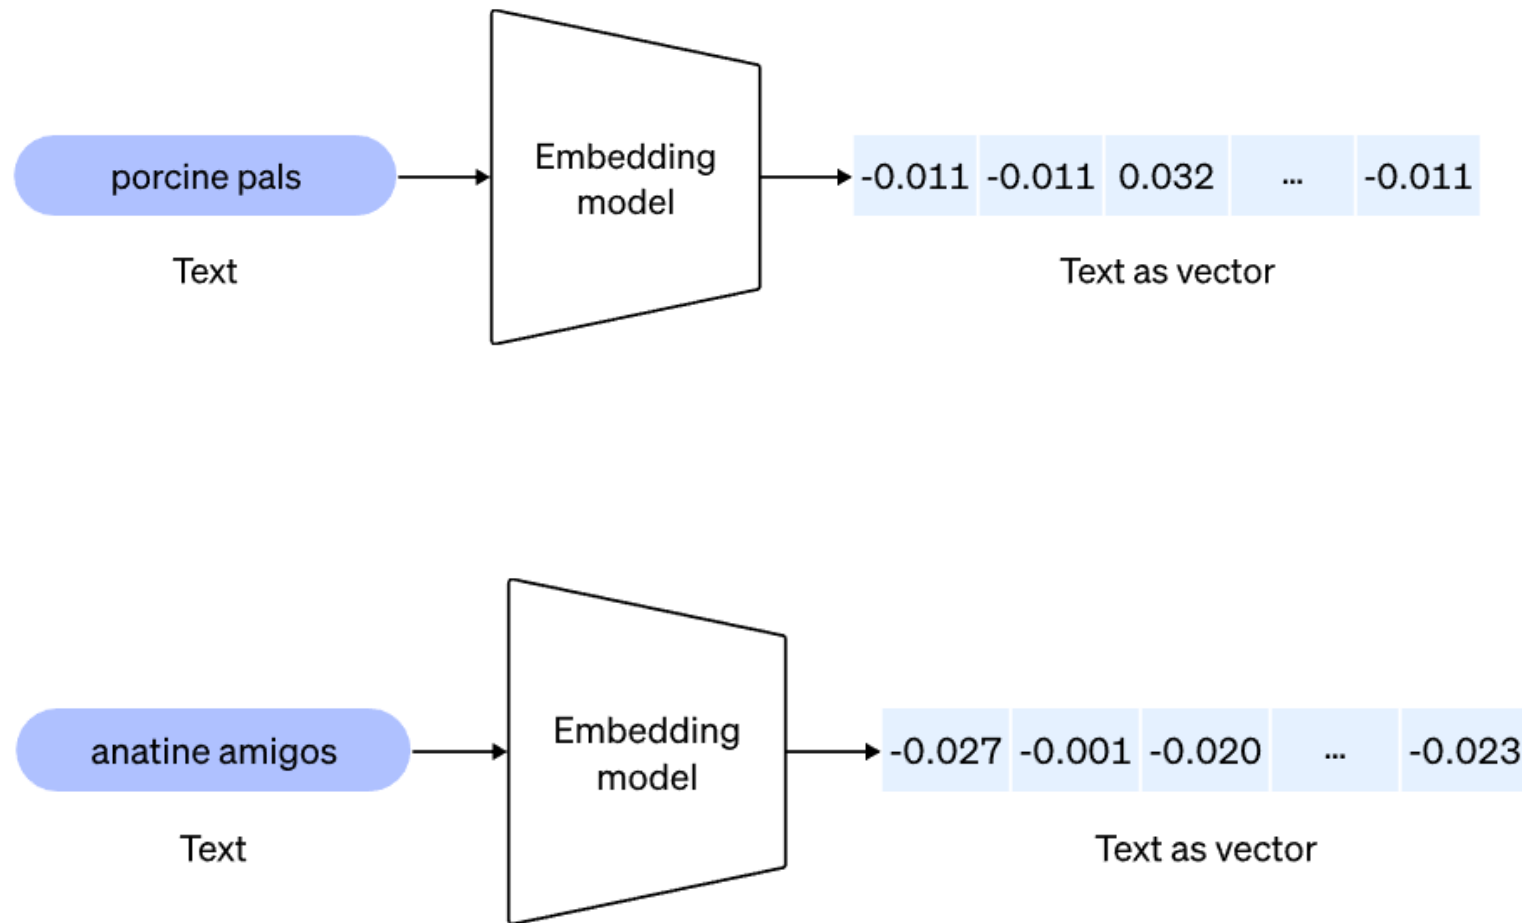 porcine pals
Embedding
model
-0.011 -0.011 0.032 ... -0.011
Text
Text as vector
anatine amigos
Embedding
model
-0.027 -0.001 -0.020 ... -0.023
Text
Text as vector